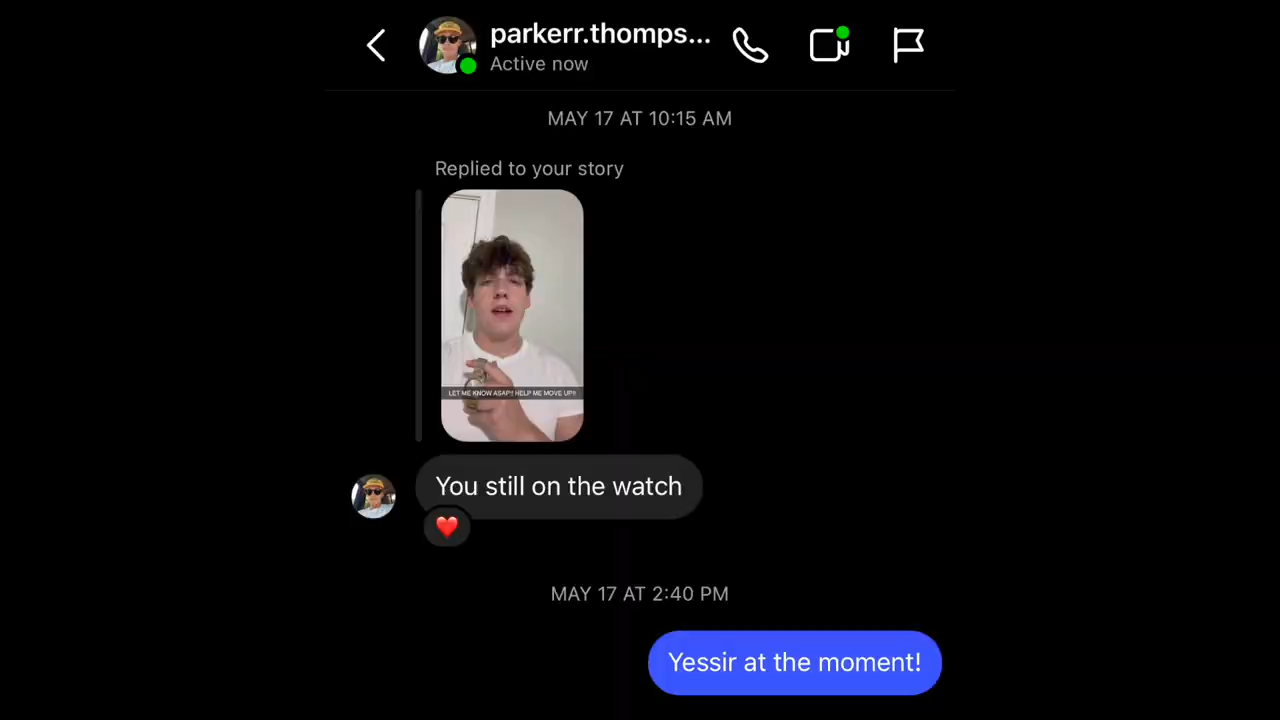 parkerr.thomps...
Active now
MAY 17 AT 10:15 AM
Replied to your story
LET ME KNOW ASAP!! HELP ME MOVE UP!!
You still on the watch
MAY 17 AT 2:40 PM
Yessir at the moment!